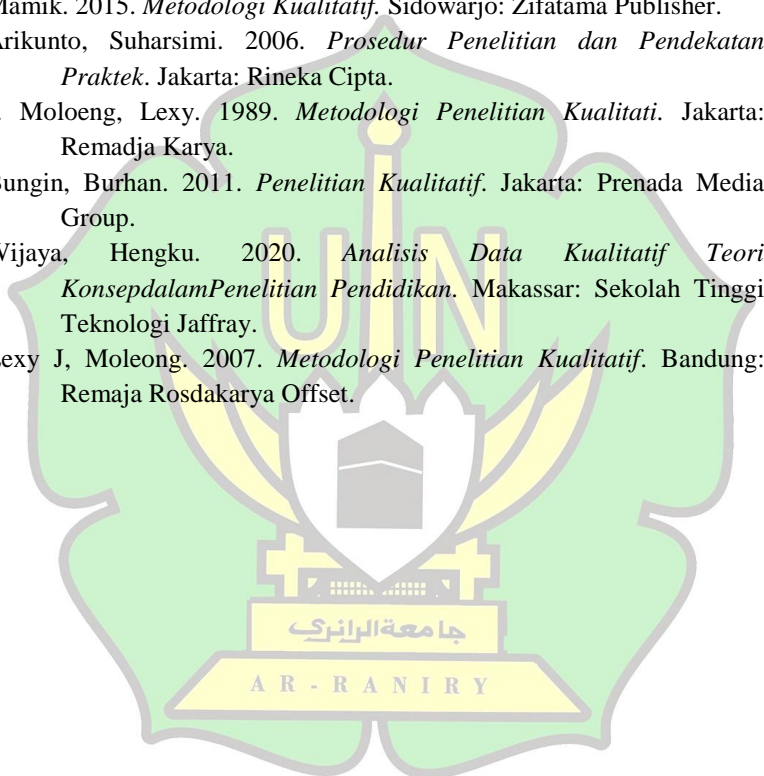 Mamik. 2015. Metodologi Kualitatif. Sidowarjo: Zifatama Publisher.
Arikunto, Suharsimi. 2006. Prosedur Penelitian dan Pendekatan
Praktek. Jakarta: Rineka Cipta.
. Moloeng, Lexy. 1989. Metodologi Penelitian Kualitati. Jakarta:
Remadja Karya.
Bungin, Burhan. 2011. Penelitian Kualitatif. Jakarta: Prenada Media
Group.
Wijaya, Hengku. 2020. Analisis Data Kualitatif Teori
KonsepdalamPenelitian Pendidikan. Makassar: Sekolah Tinggi
Teknologi Jaffray.
Lexy J, Moleong. 2007. Metodologi Penelitian Kualitatif. Bandung:
Remaja Rosdakarya Offset.
UIN
جامعةالرانري
AR-RANIRY